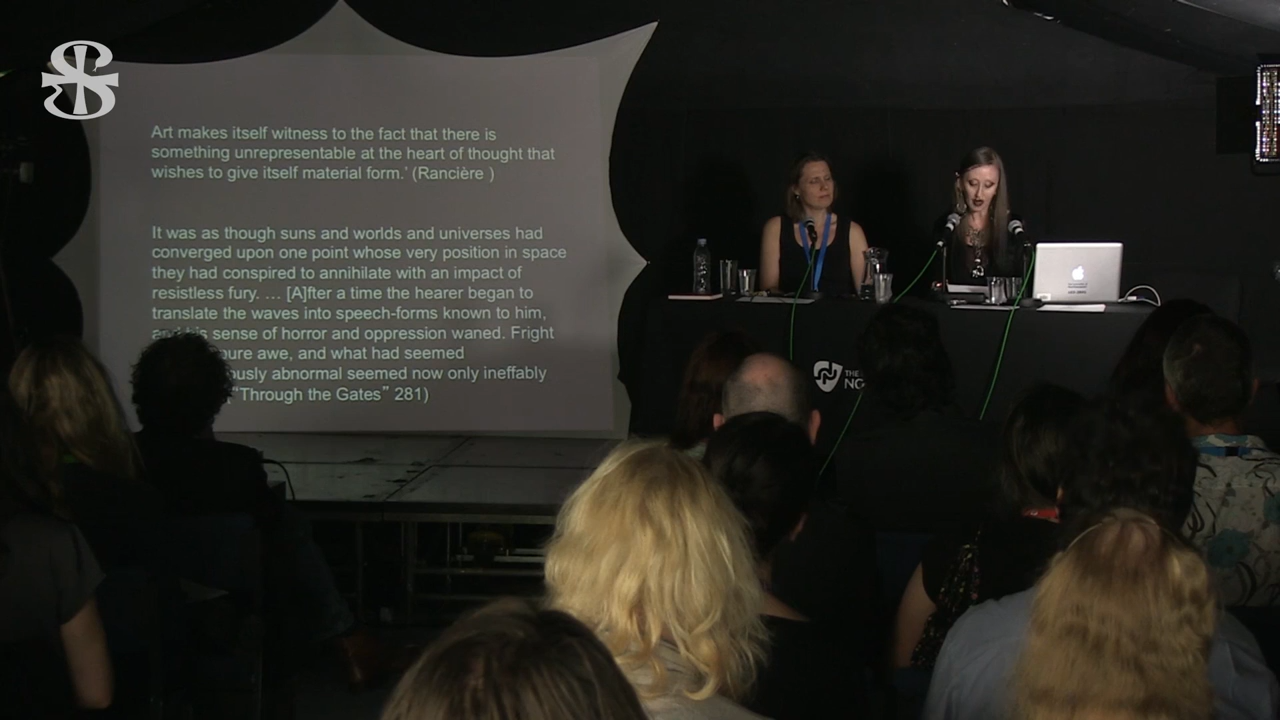 Art makes itself witness to the fact that there is
something unrepresentable at the heart of thought that
wishes to give itself material form.' (Rancière )
It was as though suns and worlds and universes had
converged upon one point whose very position in space
they had conspired to annihilate with an impact of
resistless fury. … [A]fter a time the hearer began to
translate the waves into speech-forms known to him,
and his sense of horror and oppression waned. Fright
pure awe, and what had seemed
ously abnormal seemed now only ineffably
"Through the Gates" 281)
THE